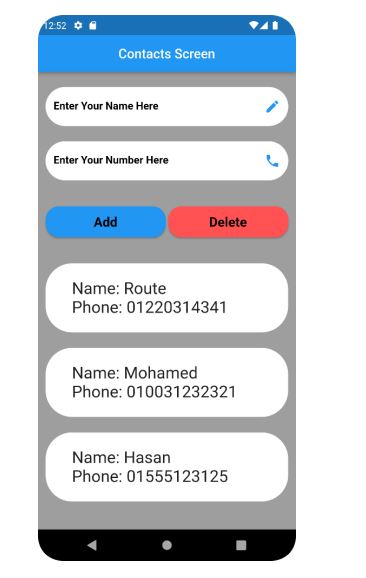 12:52
Contacts Screen
Enter Your Name Here
Enter Your Number Here
Add Delete
Name: Route
Phone: 01220314341
Name: Mohamed
Phone: 010031232321
Name: Hasan
Phone: 01555123125